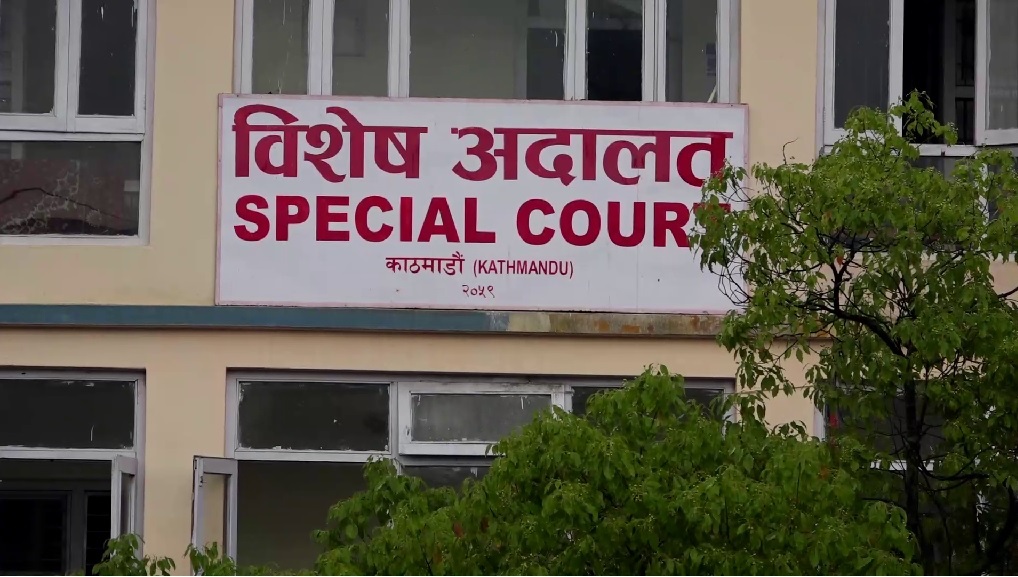 विशेष अदालत
SPECIAL COURT
काठमाडौं (KATHMANDU)
२०५९